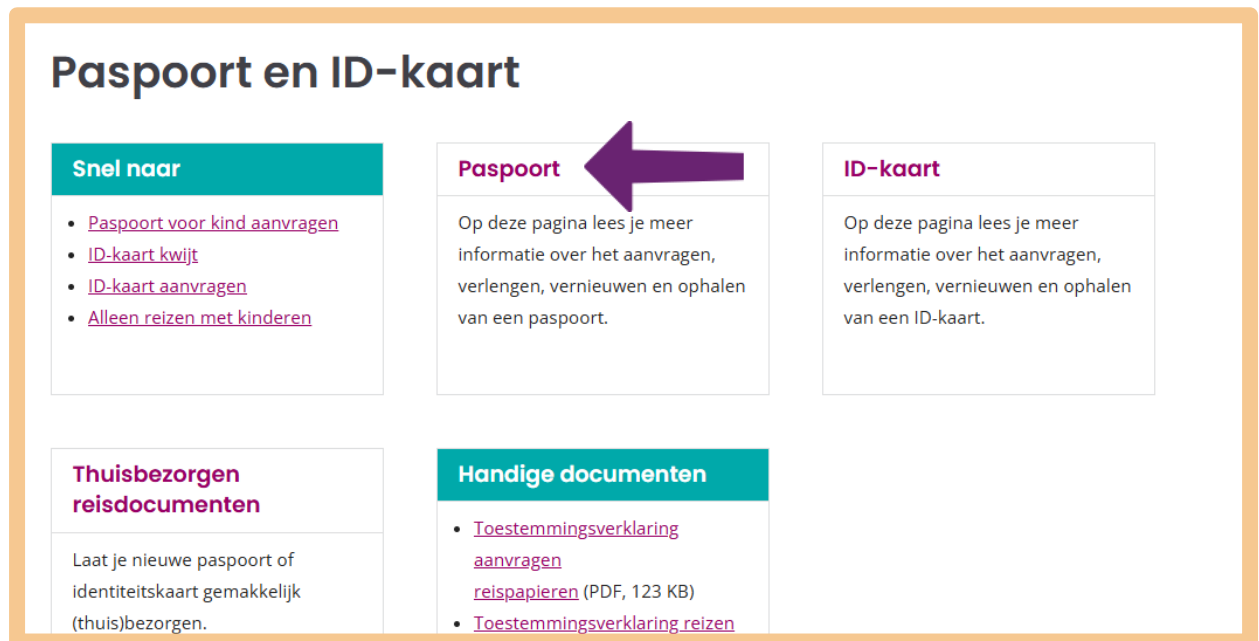 Paspoort en ID-kaart
Snel naar
Paspoort voor kind aanvragen
ID-kaart kwijt
ID-kaart aanvragen
Alleen reizen met kinderen
Paspoort
Op deze pagina lees je meer
informatie over het aanvragen,
verlengen, vernieuwen en ophalen
van een paspoort.
ID-kaart
Op deze pagina lees je meer
informatie over het aanvragen,
verlengen, vernieuwen en ophalen
van een ID-kaart.
Thuisbezorgen
reisdocumenten
Laat je nieuwe paspoort of
identiteitskaart gemakkelijk
(thuis)bezorgen.
Handige documenten
Toestemmingsverklaring
aanvragen
reispapieren (PDF, 123 KB)
Toestemmingsverklaring reizen